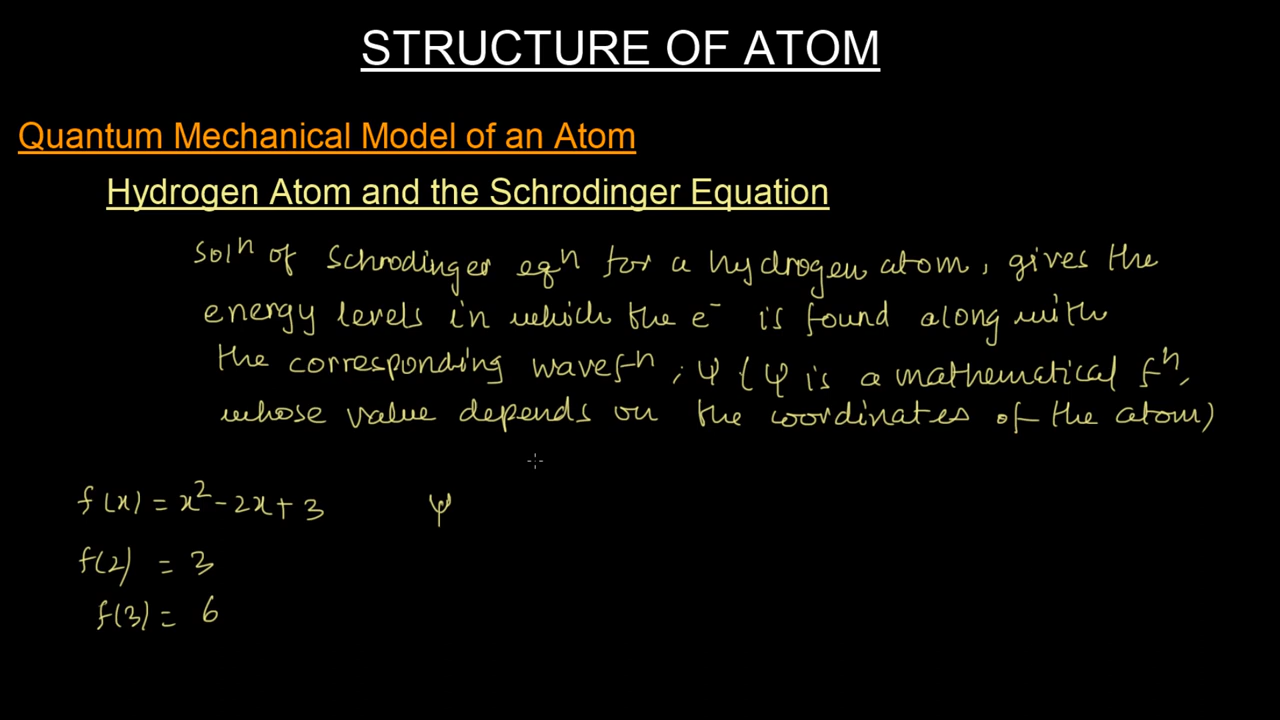 STRUCTURE OF ATOM
Quantum Mechanical Model of an Atom
Hydrogen Atom and the Schrodinger Equation
Solⁿ of Schrodinger eqⁿ for a hydrogen atom, gives the
energy levels in which the e⁻ is found along with
the corresponding wavefⁿ, ψ (ψ is a mathematical fⁿ,
whose value depends on the coordinates of the atom)
f(x) = x² - 2x + 3 ψ
f(2) = 3
f(3) = 6